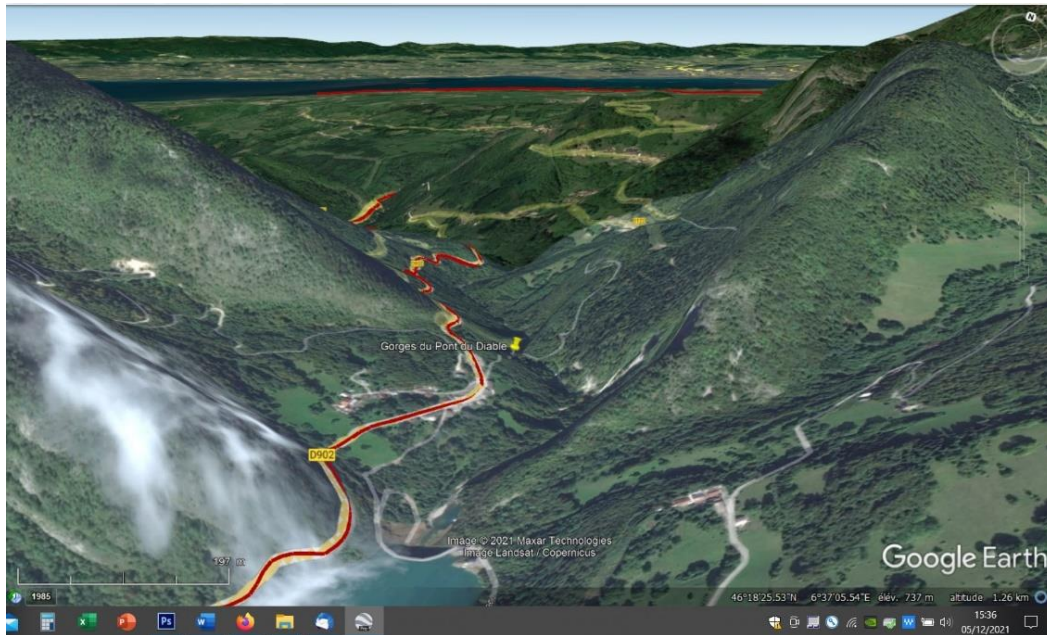 N
Gorges du Pont du Diable
D902
197 m
Image © 2021 Maxar Technologies
Image Landsat / Copernicus
Google Earth
1985
46°18'25.53"N 6°37'05.54"E élév. 737 m altitude 1.26 km
15:36
05/12/2021